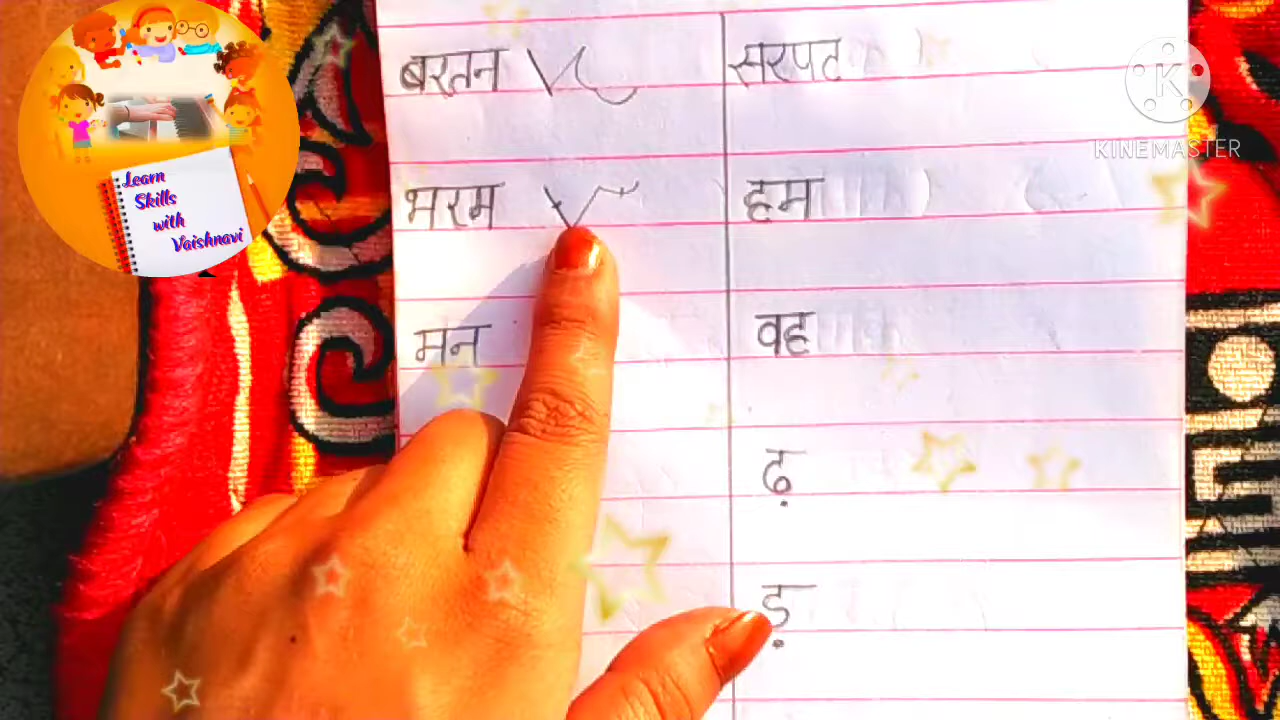 बरतन
सरपट
भरम
हम
मन
वह
ढ़
ड़
Learn
Skills
with
Vaishnavi
K
KINEMASTER